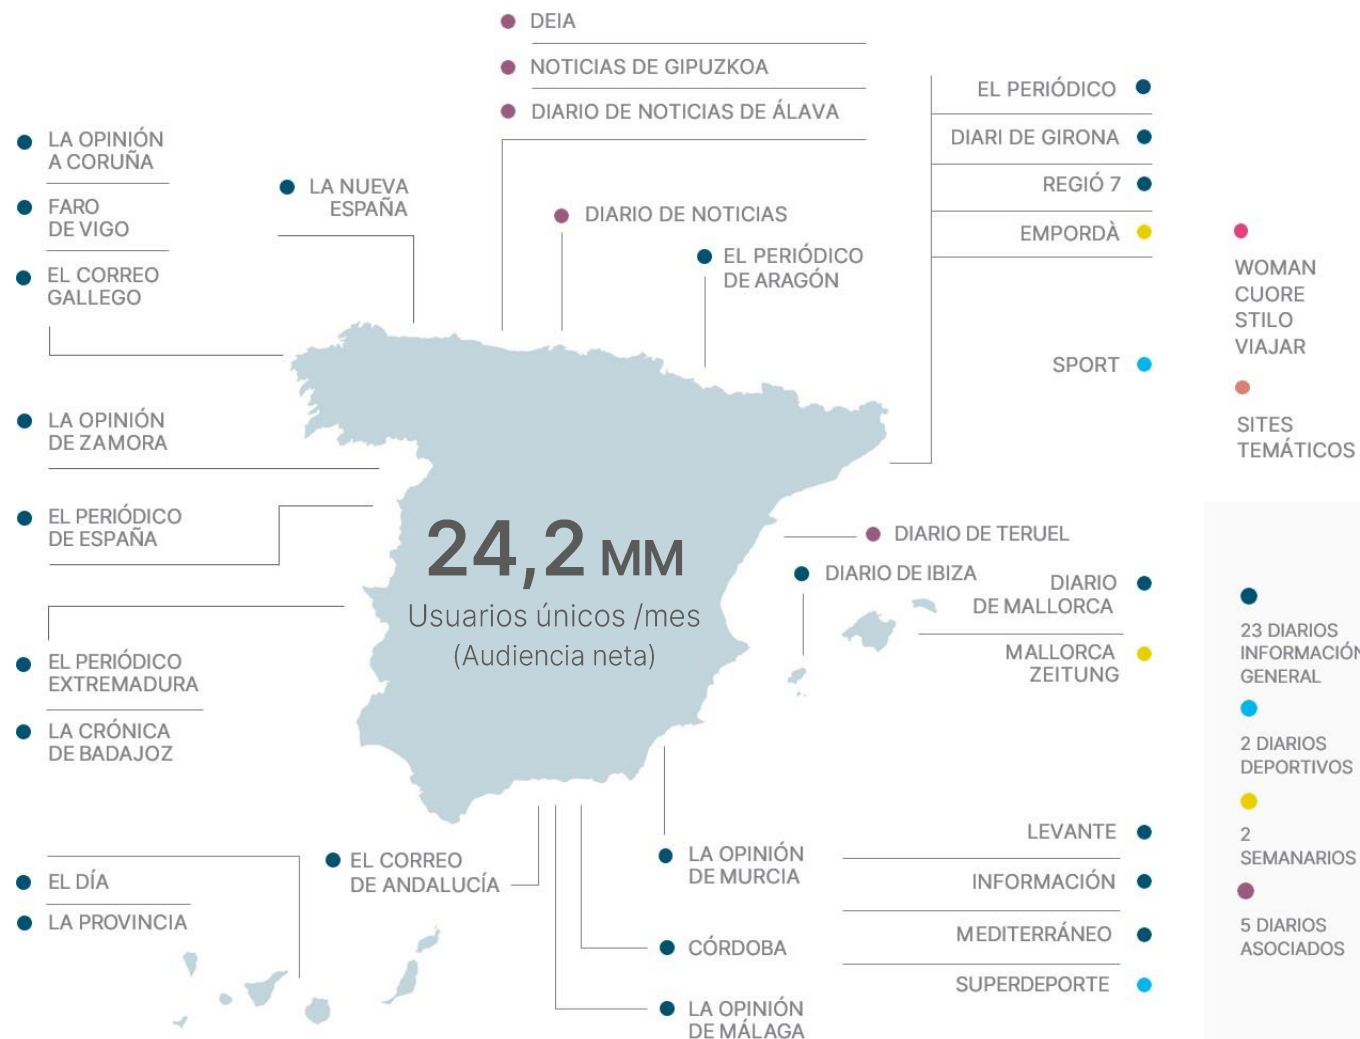 DEIA
NOTICIAS DE GIPUZKOA
DIARIO DE NOTICIAS DE ÁLAVA
LA OPINIÓN
A CORUÑA
FARO
DE VIGO
EL CORREO
GALLEGO
LA NUEVA
ESPAÑA
DIARIO DE NOTICIAS
EL PERIÓDICO
DE ARAGÓN
EL PERIÓDICO
DIARI DE GIRONA
REGIÓ 7
EMPORDÀ
SPORT
WOMAN
CUORE
STILO
VIAJAR
SITES
TEMÁTICOS
LA OPINIÓN
DE ZAMORA
EL PERIÓDICO
DE ESPAÑA
EL PERIÓDICO
EXTREMADURA
LA CRÓNICA
DE BADAJOZ
24,2 MM
Usuarios únicos /mes
(Audiencia neta)
DIARIO DE TERUEL
DIARIO DE IBIZA
DIARIO
DE MALLORCA
MALLORCA
ZEITUNG
23 DIARIOS
INFORMACIÓN
GENERAL
2 DIARIOS
DEPORTIVOS
2
SEMANARIOS
5 DIARIOS
ASOCIADOS
EL DÍA
LA PROVINCIA
EL CORREO
DE ANDALUCÍA
LA OPINIÓN
DE MURCIA
CÓRDOBA
LA OPINIÓN
DE MÁLAGA
LEVANTE
INFORMACIÓN
MEDITERRÁNEO
SUPERDEPORTE